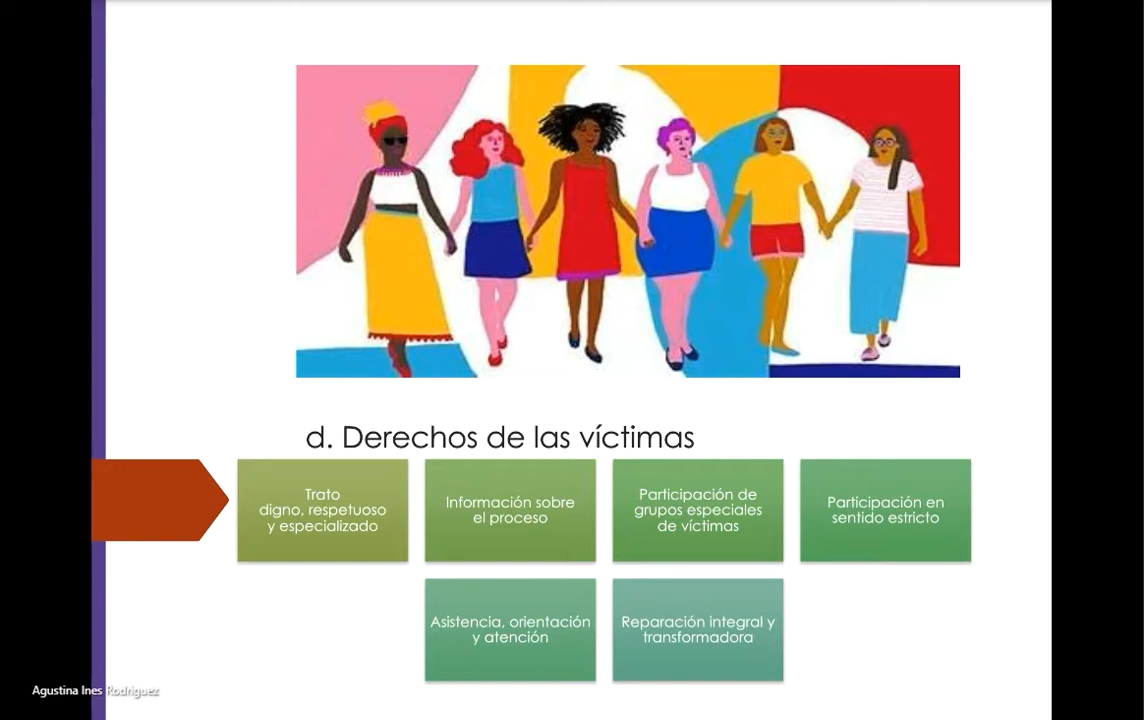 d. Derechos de las víctimas
Trato
digno, respetuoso
y especializado
Información sobre
el proceso
Participación de
grupos especiales
de víctimas
Participación en
sentido estricto
Asistencia, orientación
y atención
Reparación integral y
transformadora
Agustina Ines Rodriguez